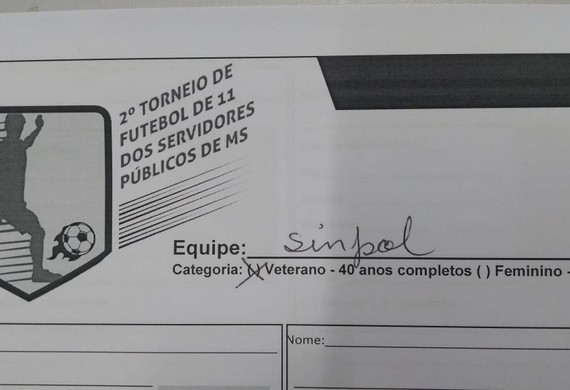 2º TORNEIO DE
FUTEBOL DE 11
DOS SERVIDORES
PÚBLICOS DE MS
Equipe: sinpol
Categoria: (X) Veterano - 40 anos completos ( ) Feminino -
Nome: